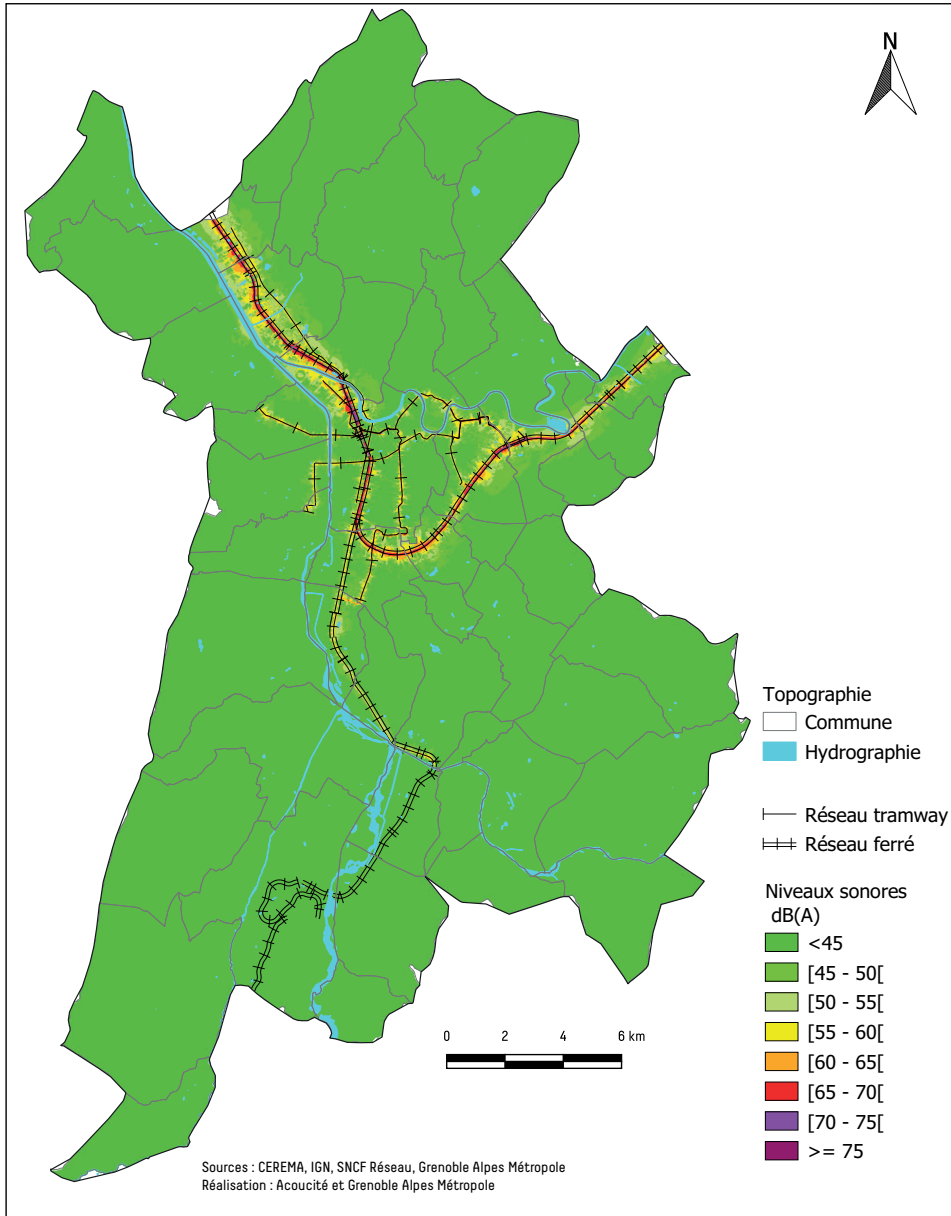 N
Topographie
Commune
Hydrographie
Réseau tramway
Réseau ferré
Niveaux sonores
dB(A)
<45
[45 - 50[
[50 - 55[
[55 - 60[
[60 - 65[
[65 - 70[
[70 - 75[
>= 75
0 2 4 6 km
Sources : CEREMA, IGN, SNCF Réseau, Grenoble Alpes Métropole
Réalisation : Acoucité et Grenoble Alpes Métropole